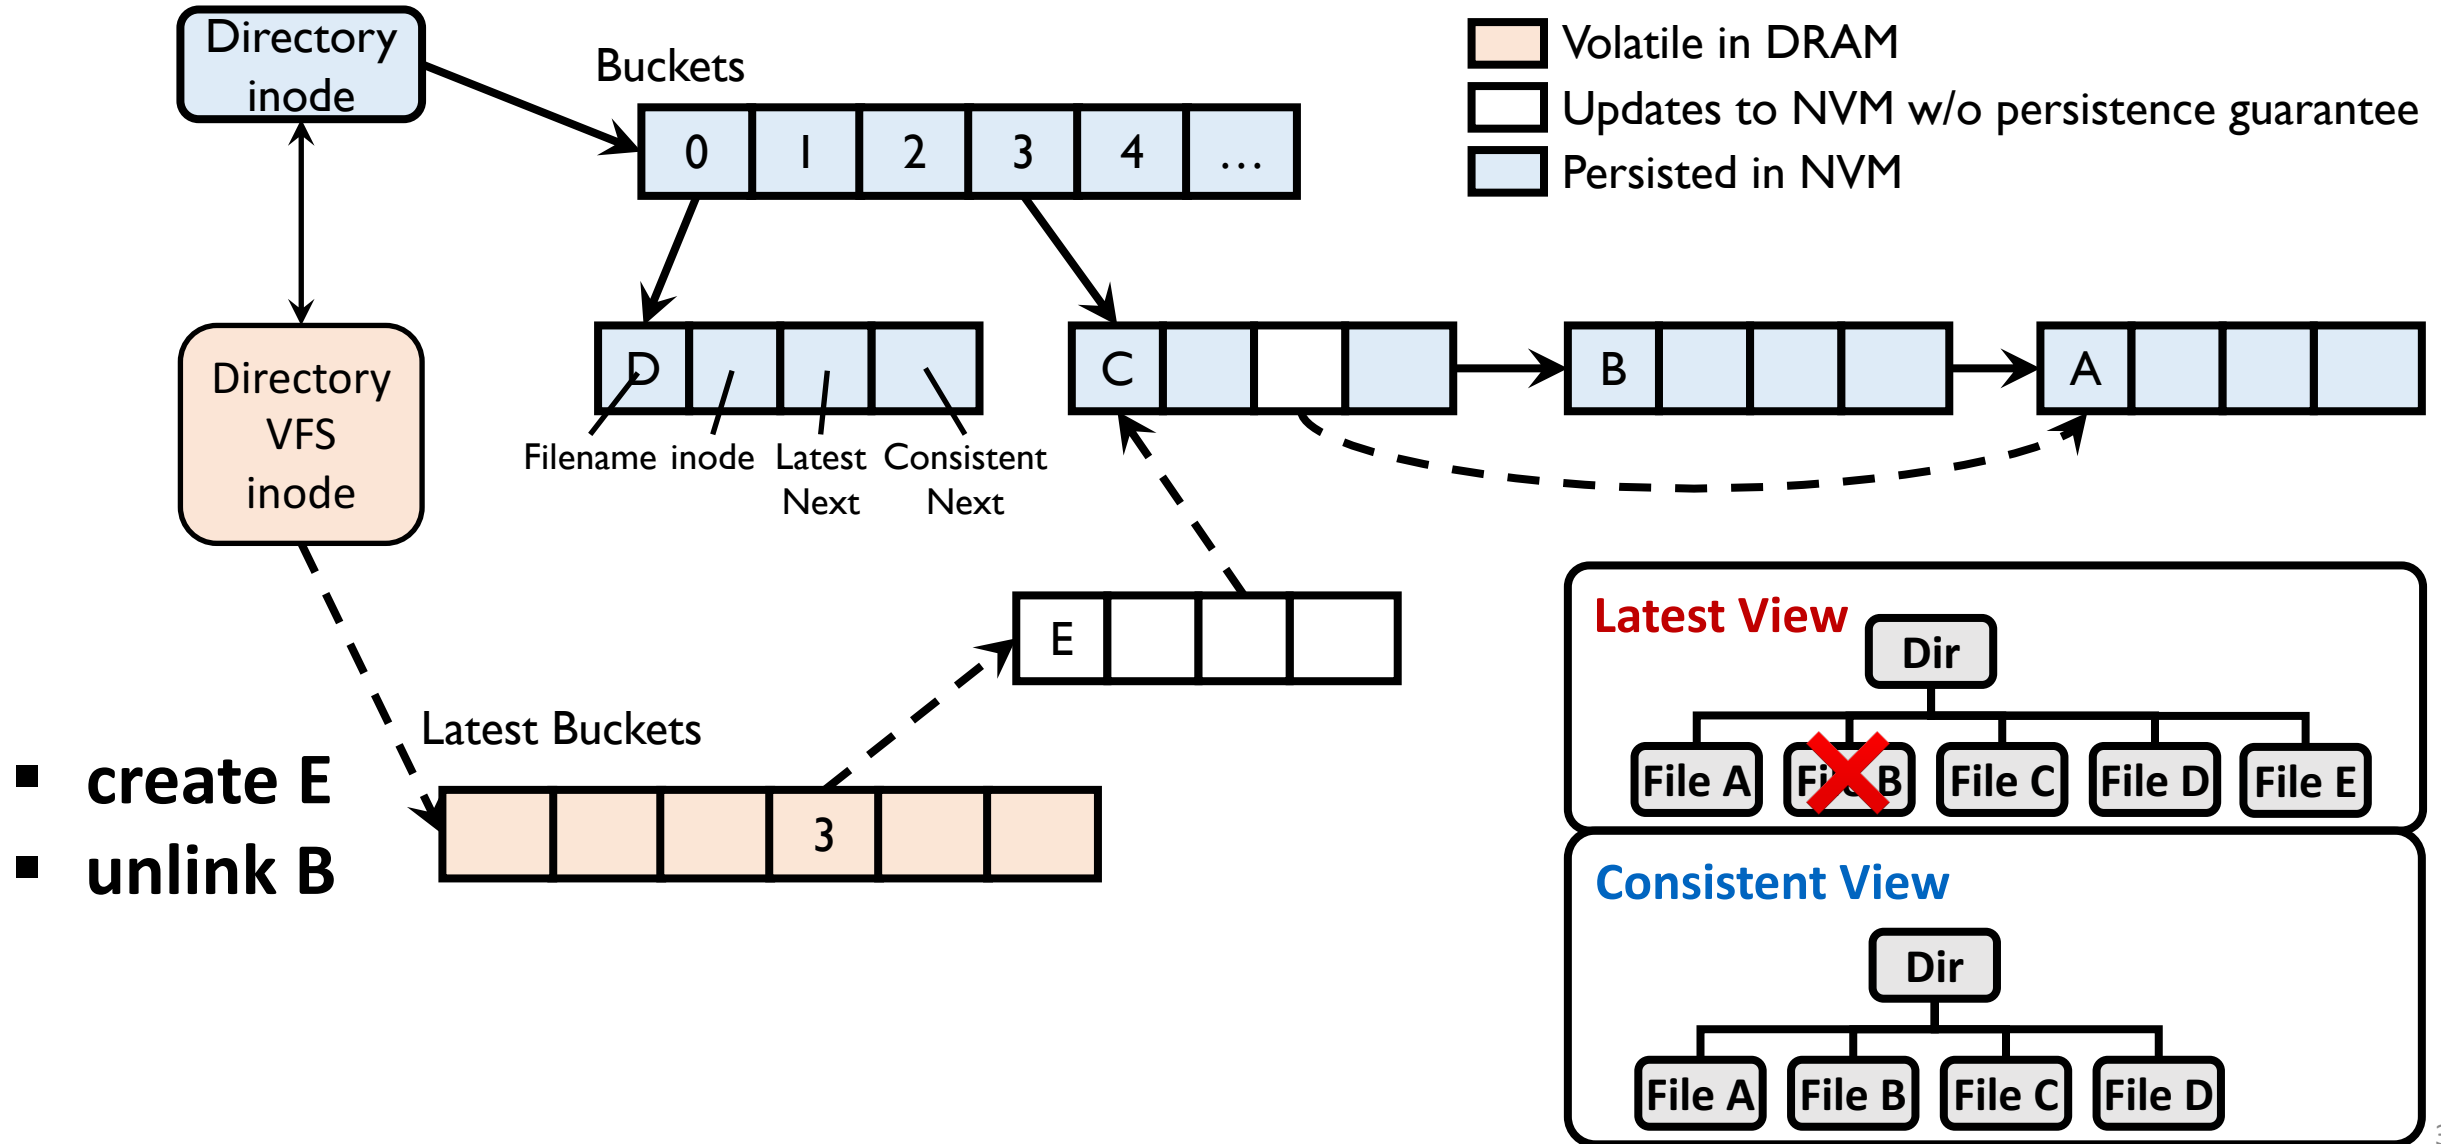 Directory
inode
Buckets
0 1 2 3 4 ...
Volatile in DRAM
Updates to NVM w/o persistence guarantee
Persisted in NVM
Directory
VFS
inode
D
C
B
A
Filename inode Latest Next Consistent Next
E
Latest Buckets
3
▪ create E
▪ unlink B
Latest View
Dir
File A File B File C File D File E
Consistent View
Dir
File A File B File C File D